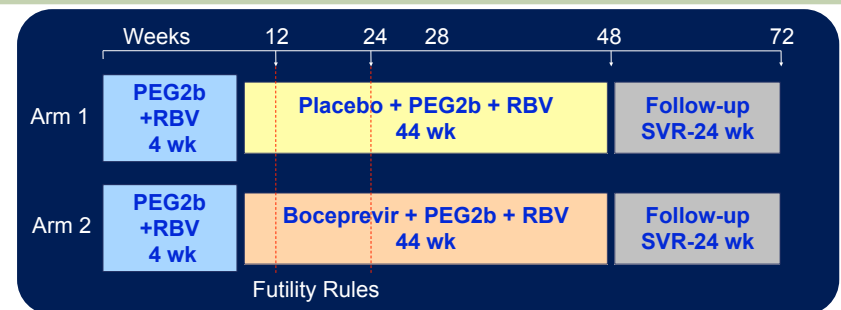 Weeks 12 24 28 48 72
Arm 1
PEG2b
+RBV
4 wk
Placebo + PEG2b + RBV
44 wk
Follow-up
SVR-24 wk
Arm 2
PEG2b
+RBV
4 wk
Boceprevir + PEG2b + RBV
44 wk
Follow-up
SVR-24 wk
Futility Rules